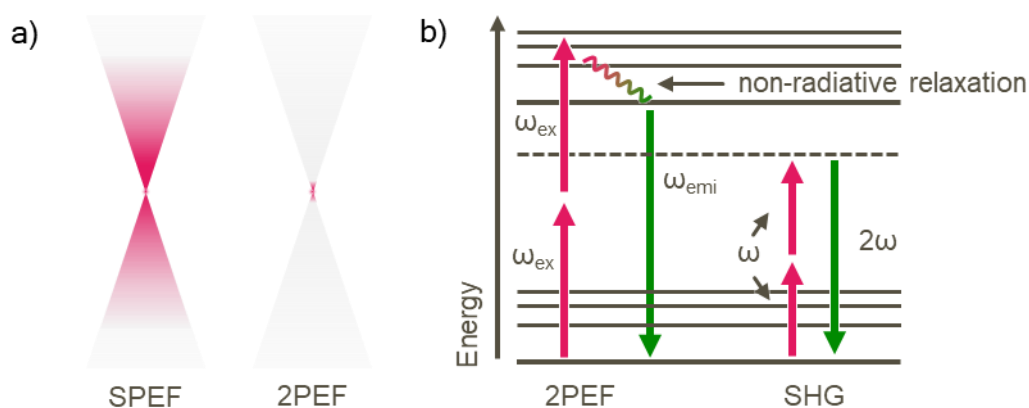 a)
SPEF
2PEF
b)
Energy
non-radiative relaxation
ωex
ωemi
ωex
ω
2ω
2PEF
SHG